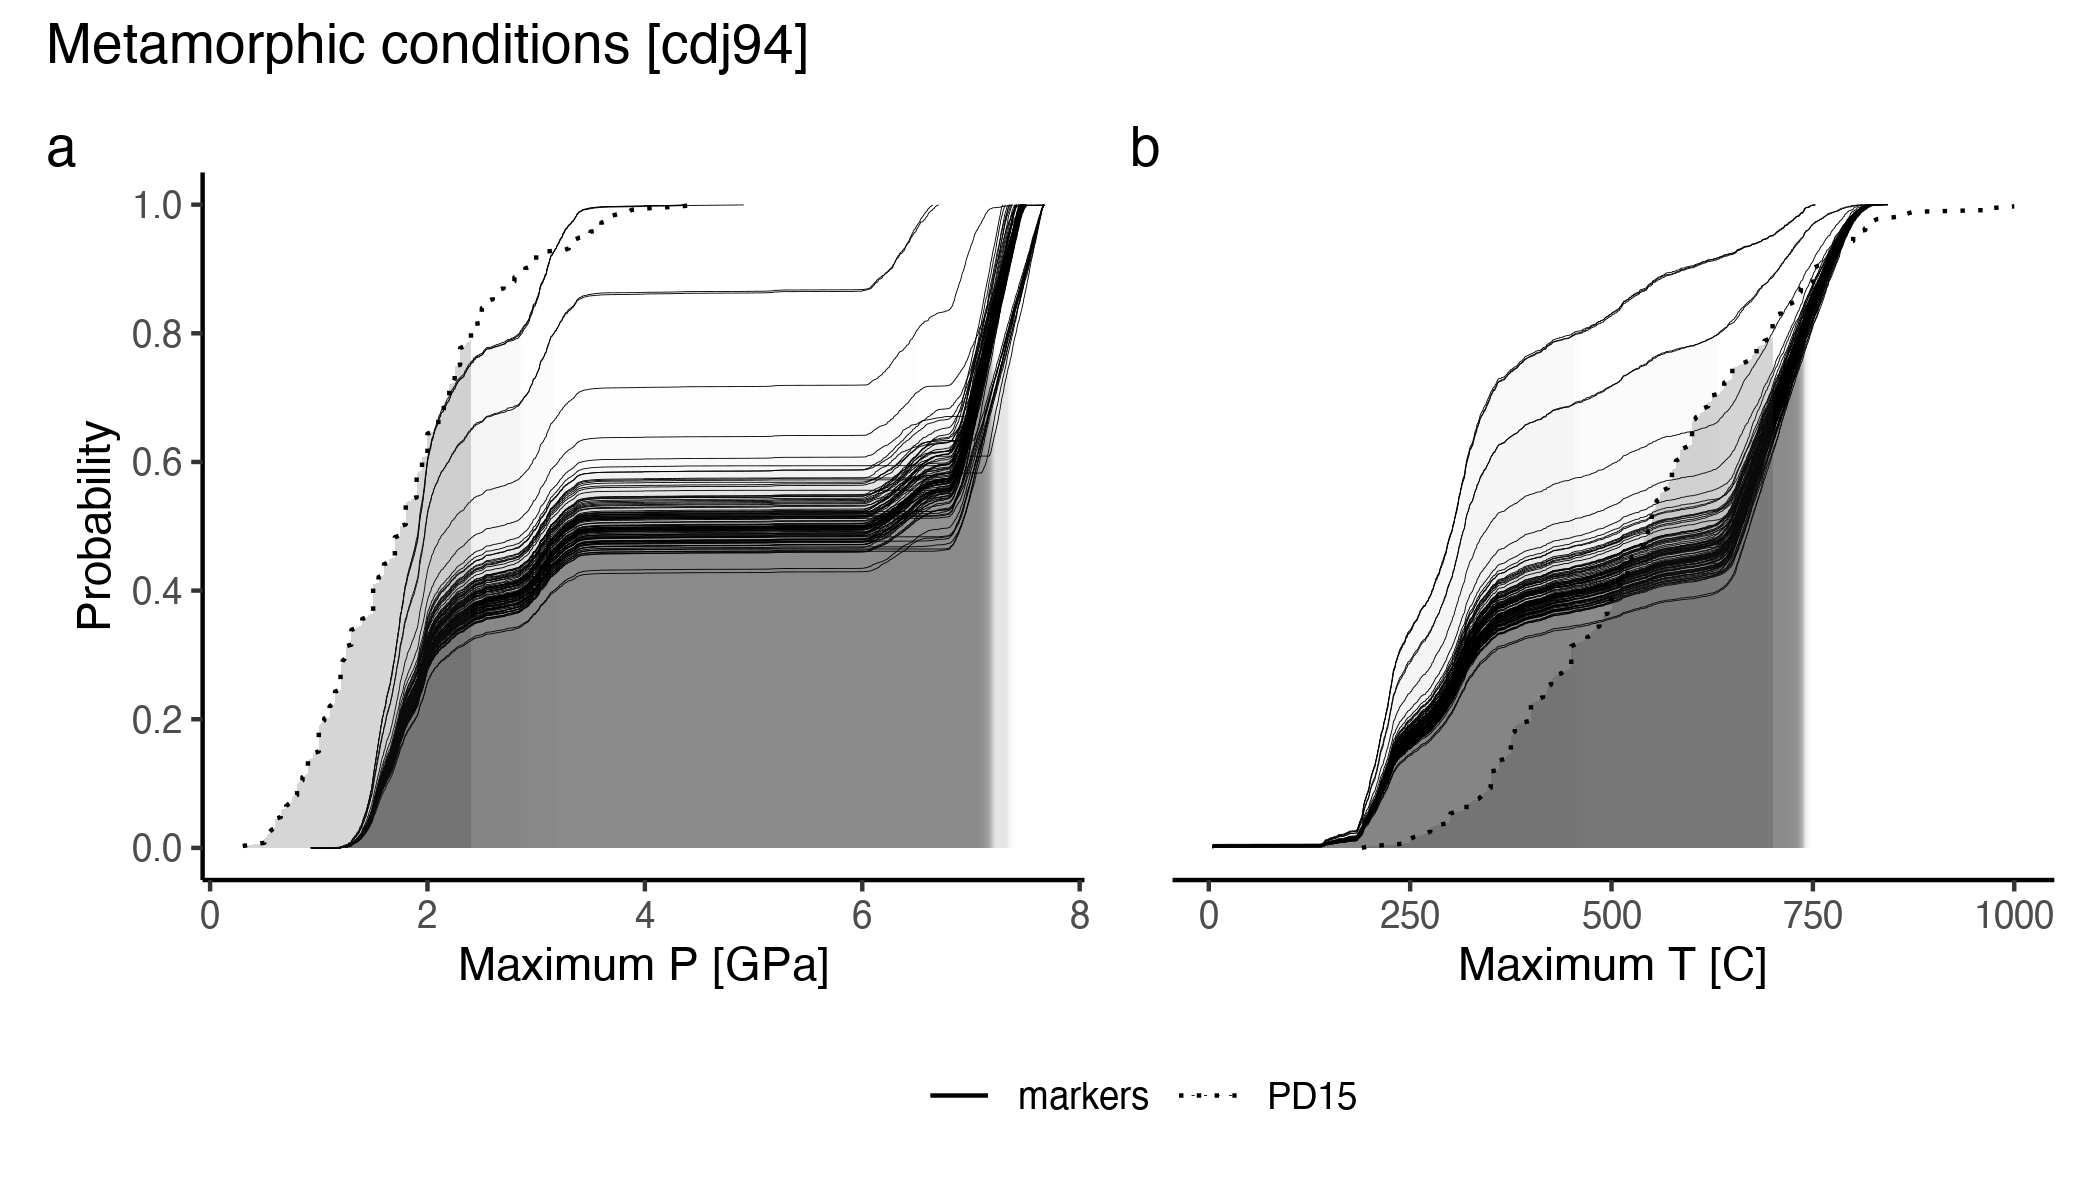 Metamorphic conditions [cdj94]
a
b
Probability
1.0
0.8
0.6
0.4
0.2
0.0
0 2 4 6 8
0 250 500 750 1000
Maximum P [GPa]
Maximum T [C]
markers PD15